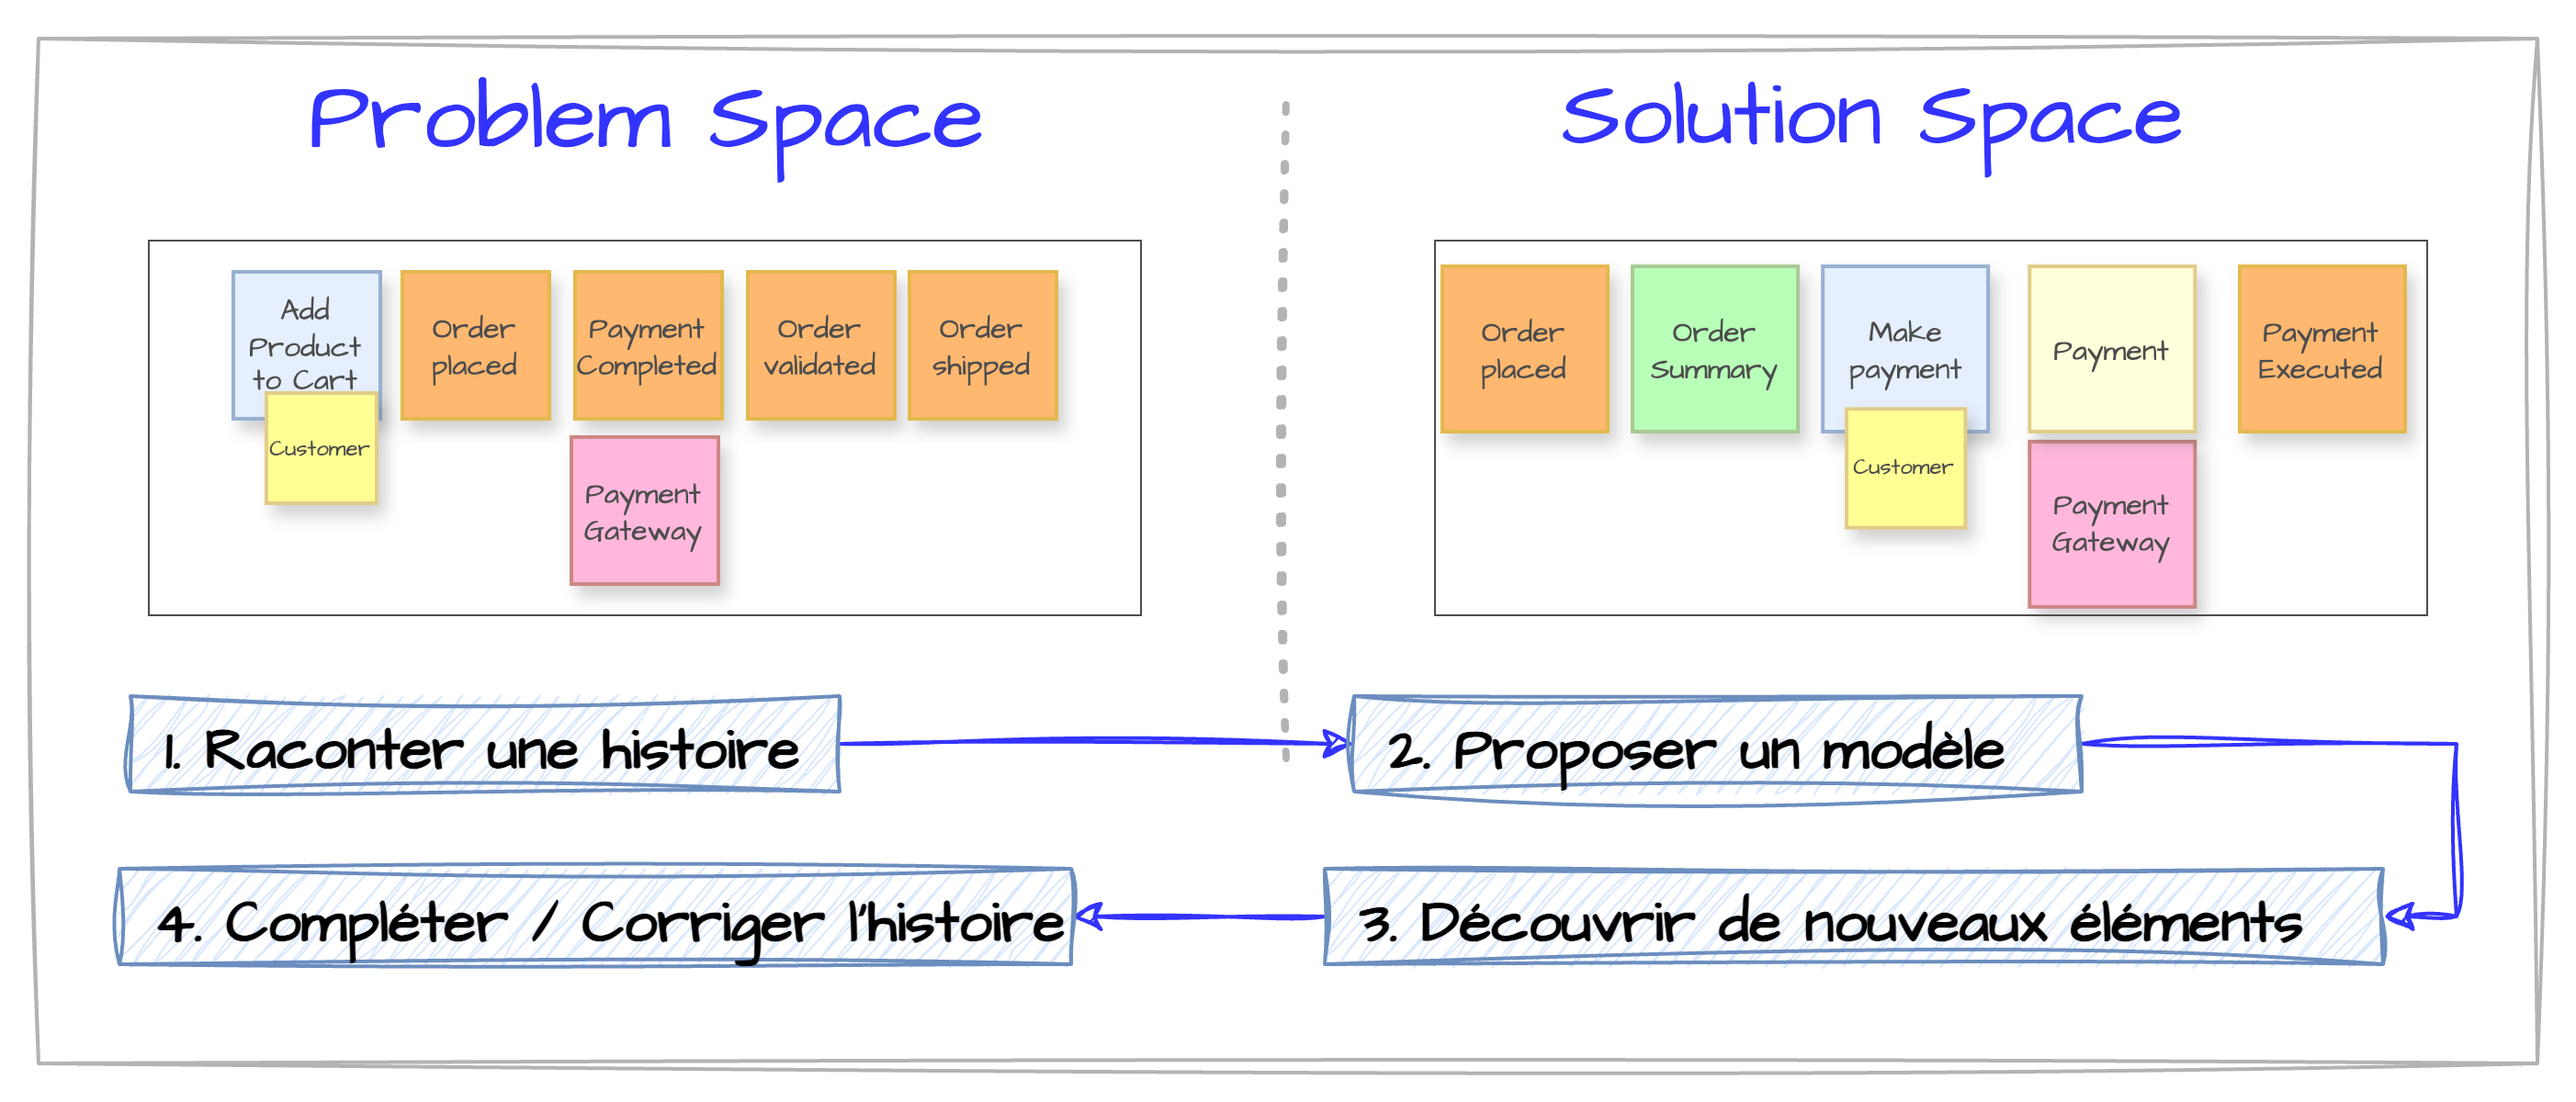 Problem Space
Solution Space
Add
Product
to Cart
Customer
Order
placed
Payment
Completed
Payment
Gateway
Order
validated
Order
shipped
Order
placed
Order
Summary
Make
payment
Customer
Payment
Payment
Gateway
Payment
Executed
1. Raconter une histoire
2. Proposer un modèle
3. Découvrir de nouveaux éléments
4. Compléter / Corriger l'histoire